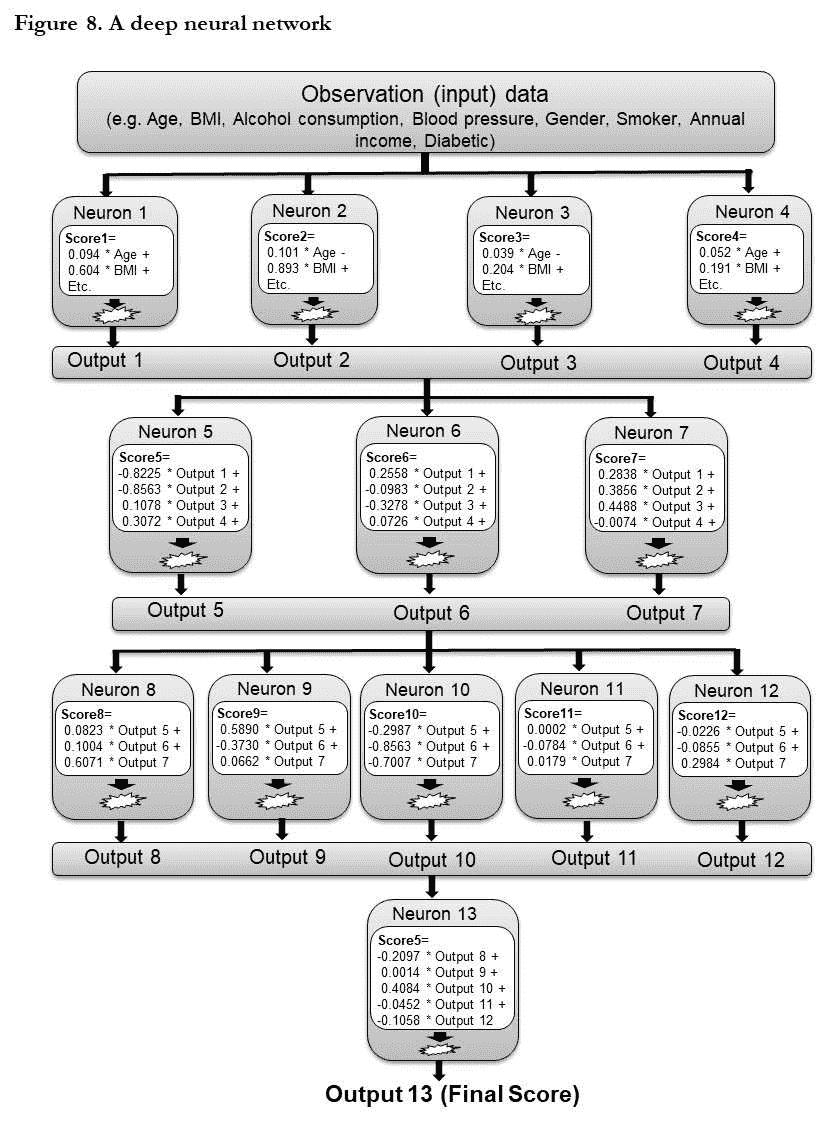 Figure 8. A deep neural network
Observation (input) data
(e.g. Age, BMI, Alcohol consumption, Blood pressure, Gender, Smoker, Annual
income, Diabetic)
Neuron 1
Score1=
0.094 * Age +
0.604 * BMI +
Etc.
Neuron 2
Score2=
0.101 * Age -
0.893 * BMI +
Etc.
Neuron 3
Score3=
0.039 * Age -
0.204 * BMI +
Etc.
Neuron 4
Score4=
0.052 * Age +
0.191 * BMI +
Etc.
Output 1
Output 2
Output 3
Output 4
Neuron 5
Score5=
-0.8225 * Output 1 +
-0.8563 * Output 2 +
0.1078 * Output 3 +
0.3072 * Output 4 +
Neuron 6
Score6=
0.2558 * Output 1 +
-0.0983 * Output 2 +
-0.3278 * Output 3 +
0.0726 * Output 4 +
Neuron 7
Score7=
0.2838 * Output 1 +
0.3856 * Output 2 +
0.4488 * Output 3 +
-0.0074 * Output 4 +
Output 5
Output 6
Output 7
Neuron 8
Score8=
0.0823 * Output 5 +
0.1004 * Output 6 +
0.6071 * Output 7
Neuron 9
Score9=
0.5890 * Output 5 +
-0.3730 * Output 6 +
0.0662 * Output 7
Neuron 10
Score10=
-0.2987 * Output 5 +
-0.8563 * Output 6 +
-0.7007 * Output 7
Neuron 11
Score11=
0.0002 * Output 5 +
-0.0784 * Output 6 +
0.0179 * Output 7
Neuron 12
Score12=
-0.0226 * Output 5 +
-0.0855 * Output 6 +
0.2984 * Output 7
Output 8
Output 9
Output 10
Output 11
Output 12
Neuron 13
Score5=
-0.2097 * Output 8 +
0.0014 * Output 9 +
0.4084 * Output 10 +
-0.0452 * Output 11 +
-0.1058 * Output 12
Output 13 (Final Score)